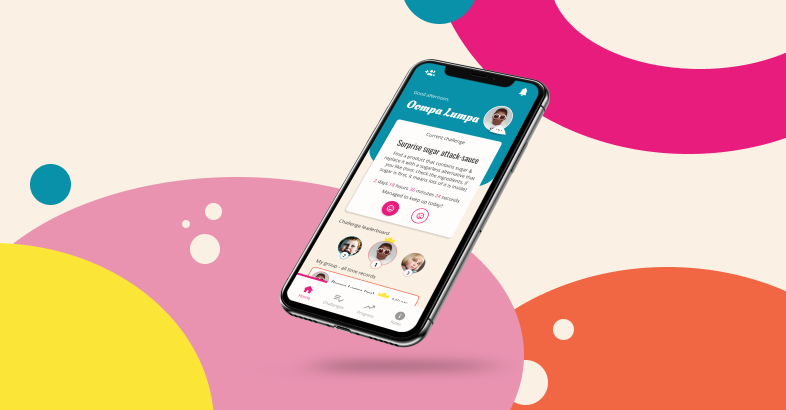 Good afternoon,
Oompa Lumpa
Current challenge
Surprise sugar attack-sauce
Find a product that contains sugar &
replace it with a sugarless alternative that
you like (hint: check the ingredients, if
sugar is first, it means lots of it is inside)
2 days 18 hours 36 minutes 24 seconds
Managed to keep up today?
Challenge leaderboard
2
1
3
My group - all time records
Home
Challenges
Progress